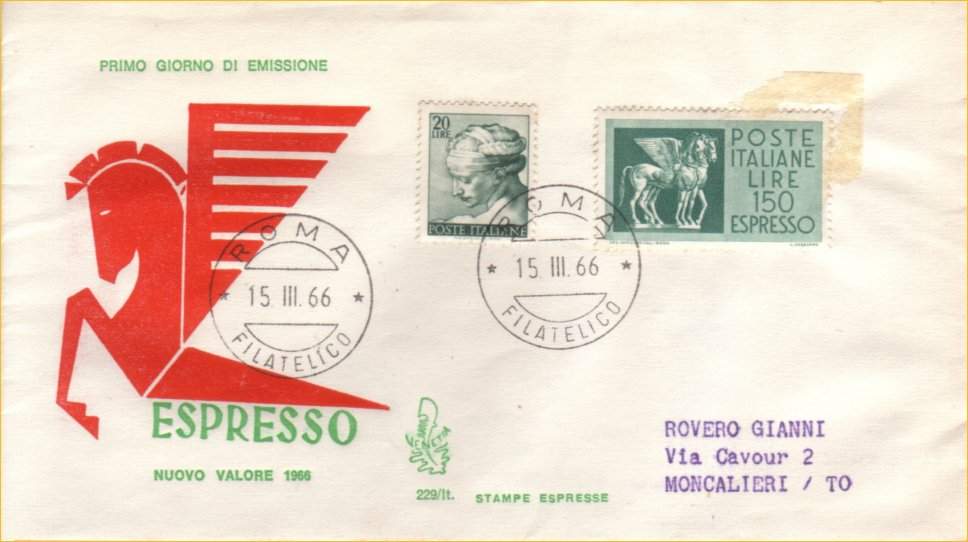 PRIMO GIORNO DI EMISSIONE
20
LIRE
POSTE ITALIANE
POSTE
ITALIANE
LIRE
150
ESPRESSO
ROMA
15.III.66
FILATELICO
ROMA
15.III.66
FILATELICO
ESPRESSO
NUOVO VALORE 1966
229/It.
STAMPE ESPRESSE
ROVERO GIANNI
Via Cavour 2
MONCALIERI / TO